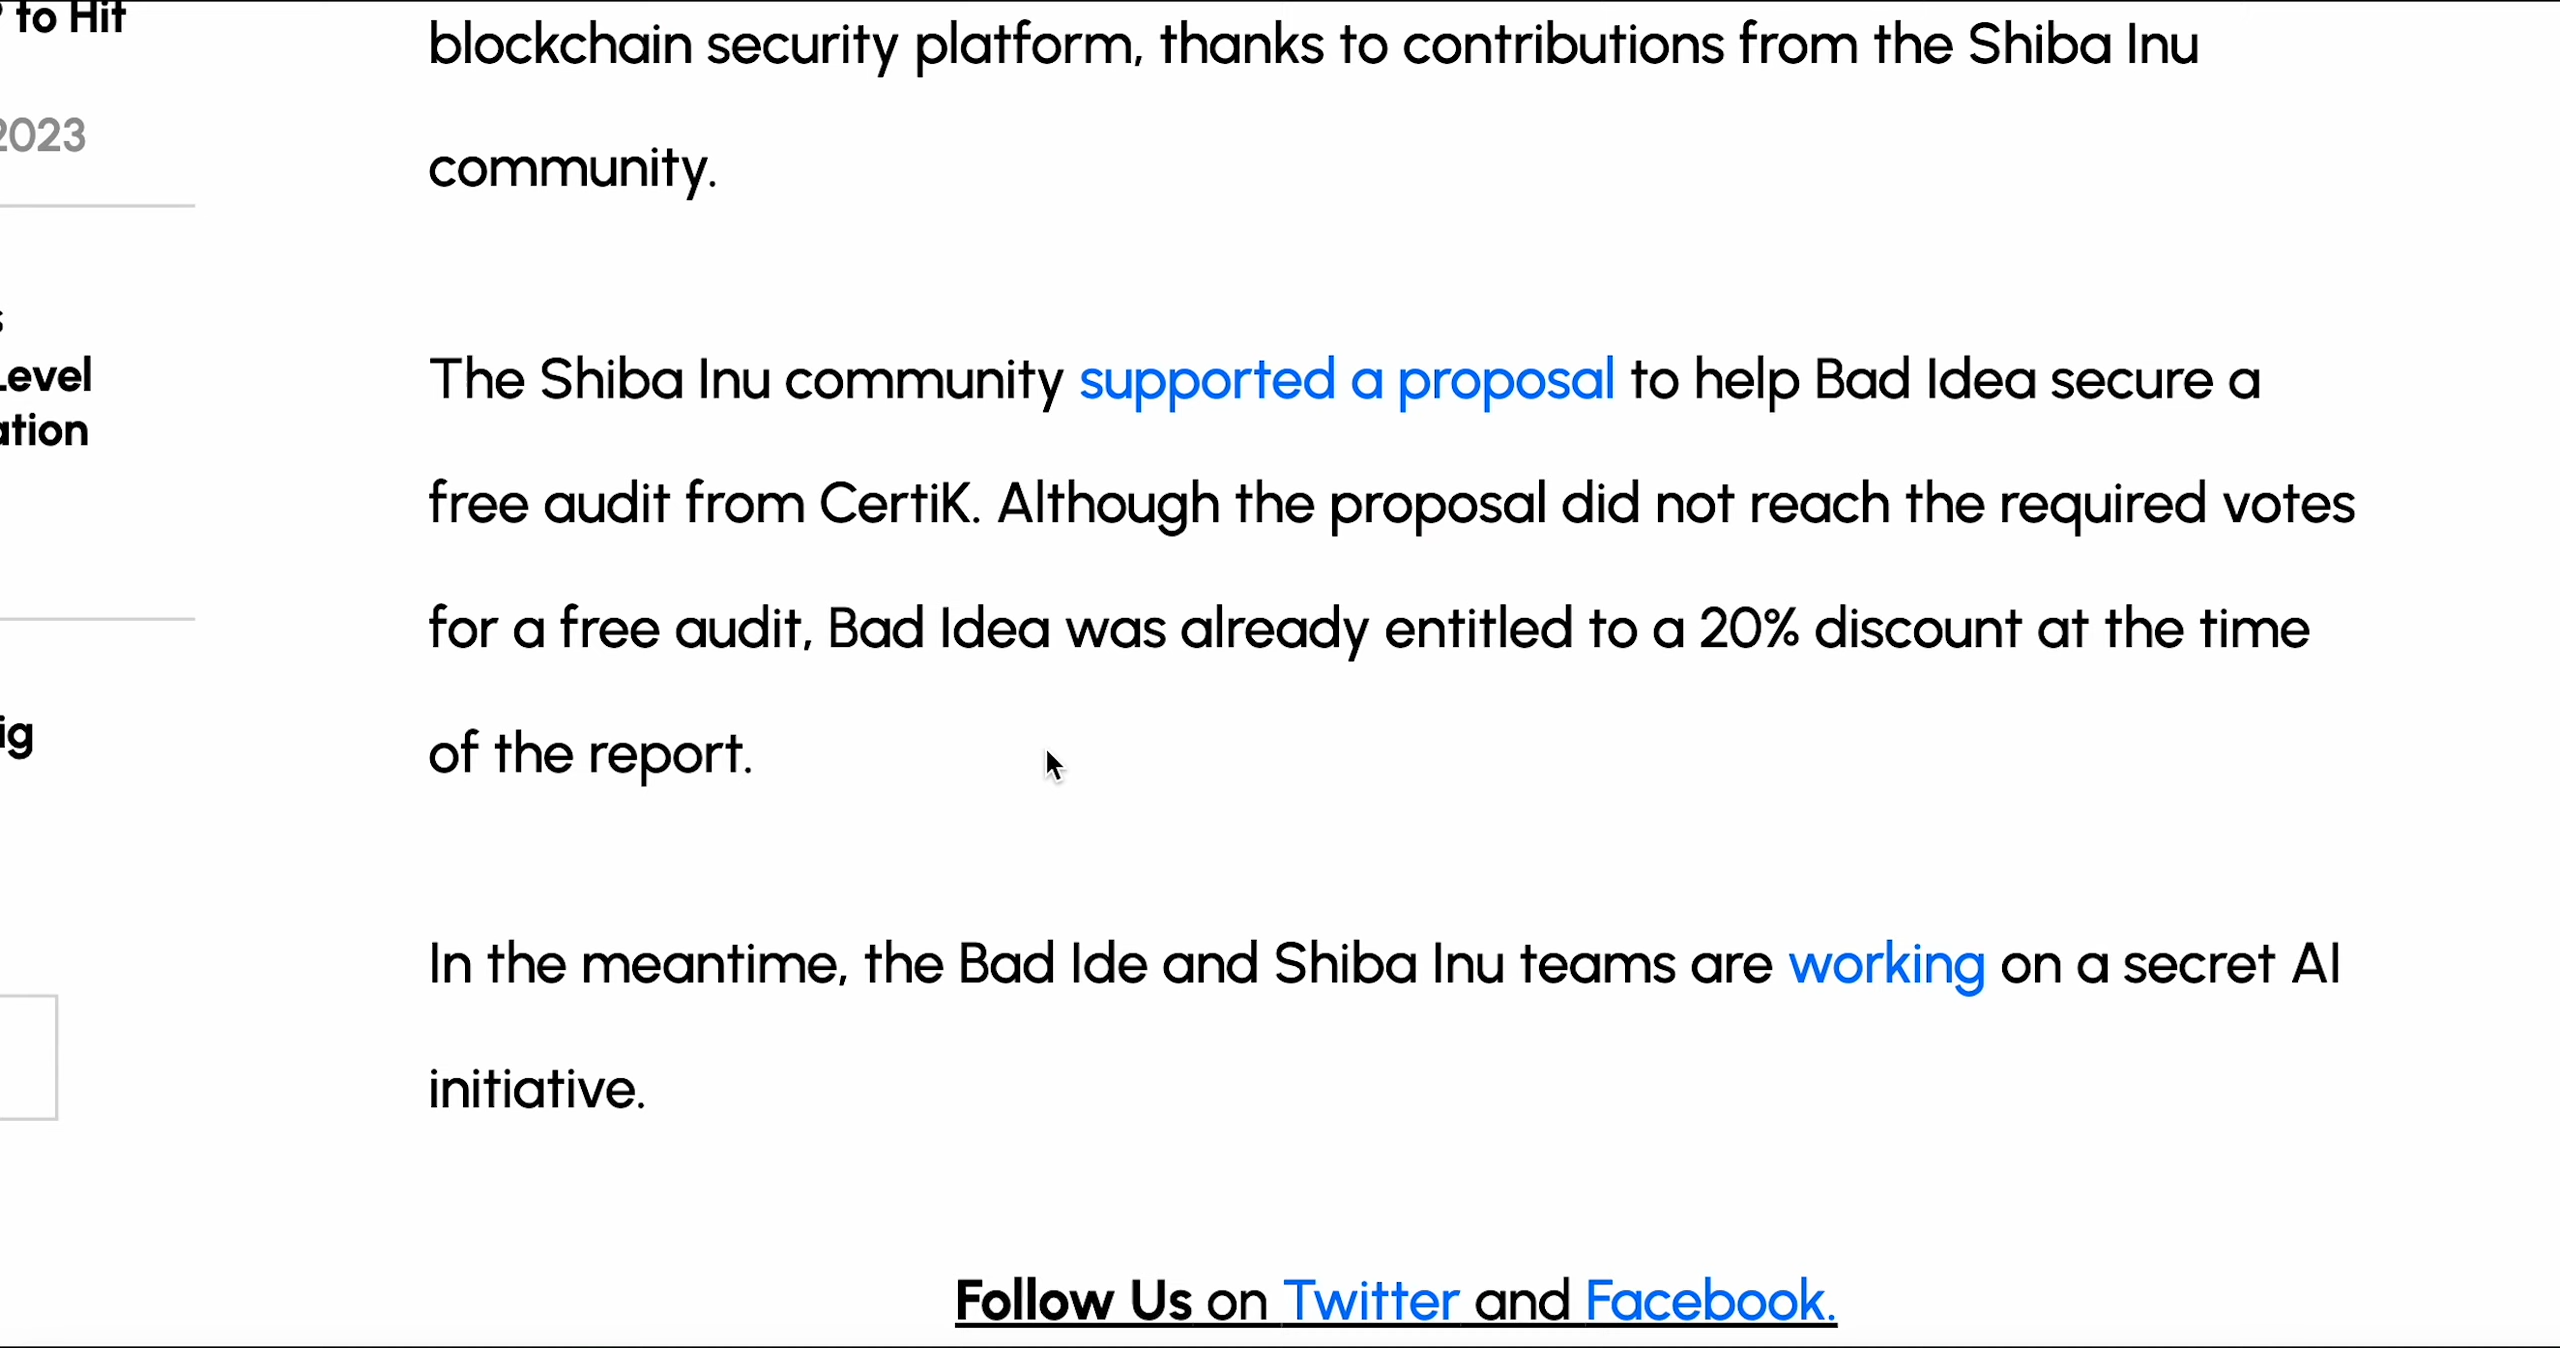 to Hit
2023
Level
ig
blockchain security platform, thanks to contributions from the Shiba Inu
community.
The Shiba Inu community supported a proposal to help Bad Idea secure a
free audit from CertiK. Although the proposal did not reach the required votes
for a free audit, Bad Idea was already entitled to a 20% discount at the time
of the report.
In the meantime, the Bad Ide and Shiba Inu teams are working on a secret AI
initiative.
Follow Us on Twitter and Facebook.